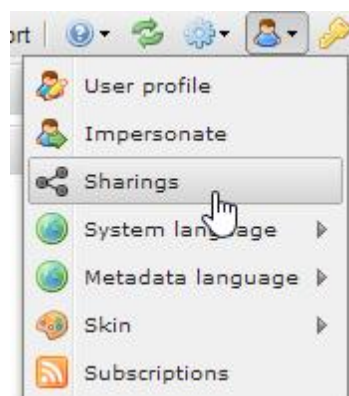 ort
User profile
Impersonate
Sharings
System language
Metadata language
Skin
Subscriptions